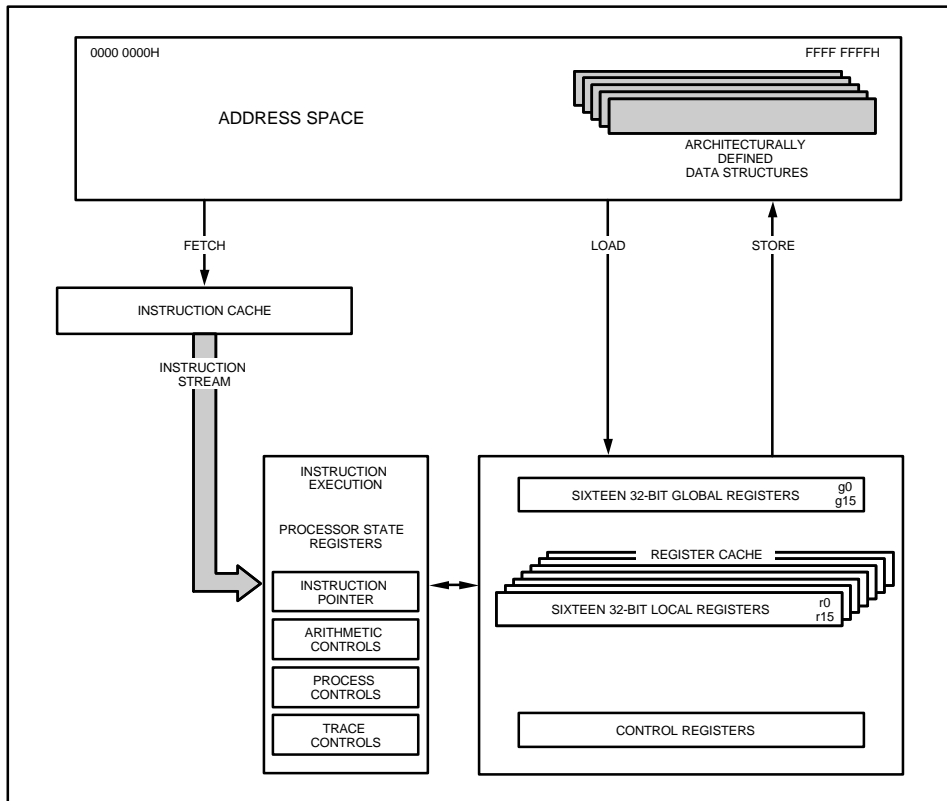 0000 0000H
FFFF FFFFH
ADDRESS SPACE
ARCHITECTURALLY
DEFINED
DATA STRUCTURES
FETCH
LOAD
STORE
INSTRUCTION CACHE
INSTRUCTION
STREAM
INSTRUCTION
EXECUTION
PROCESSOR STATE
REGISTERS
INSTRUCTION
POINTER
ARITHMETIC
CONTROLS
PROCESS
CONTROLS
TRACE
CONTROLS
SIXTEEN 32-BIT GLOBAL REGISTERS
g0
g15
REGISTER CACHE
SIXTEEN 32-BIT LOCAL REGISTERS
r0
r15
CONTROL REGISTERS